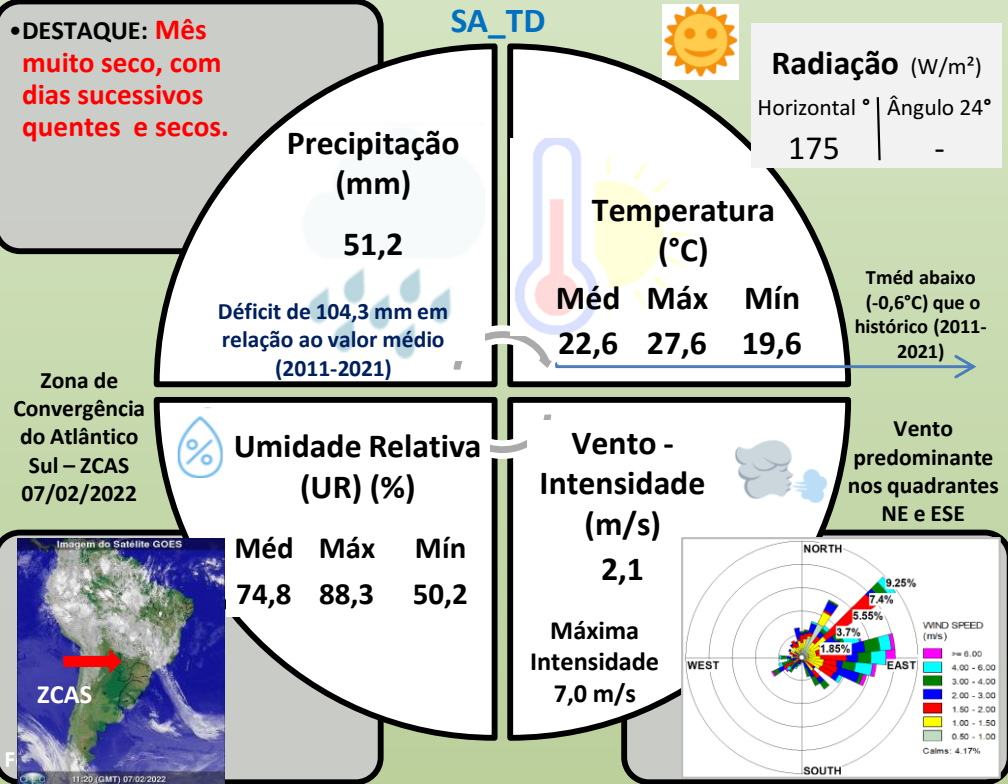 SA_TD
•DESTAQUE: Mês
muito seco, com
dias sucessivos
quentes e secos.
Radiação (W/m²)
Horizontal ° | Ângulo 24°
175 -
Precipitação
(mm)
51,2
Déficit de 104,3 mm em
relação ao valor médio
(2011-2021)
Temperatura
(°C)
Méd Máx Mín
22,6 27,6 19,6
Tméd abaixo
(-0,6°C) que o
histórico (2011-
2021)
Zona de
Convergência
do Atlântico
Sul – ZCAS
07/02/2022
%
Umidade Relativa
(UR) (%)
Méd Máx Mín
74,8 88,3 50,2
Vento -
Intensidade
(m/s)
2,1
Máxima
Intensidade
7,0 m/s
Vento
predominante
nos quadrantes
NE e ESE
Imagem do Satélite GOES
ZCAS
F
11:20 (GMT) 07/02/2022
NORTH
9.25%
7.4%
5.55%
3.7%
1.85%
WEST
EAST
SOUTH
WIND SPEED
(m/s)
>= 6.00
4.00 - 6.00
3.00 - 4.00
2.00 - 3.00
1.50 - 2.00
1.00 - 1.50
0.50 - 1.00
Calms: 4.17%